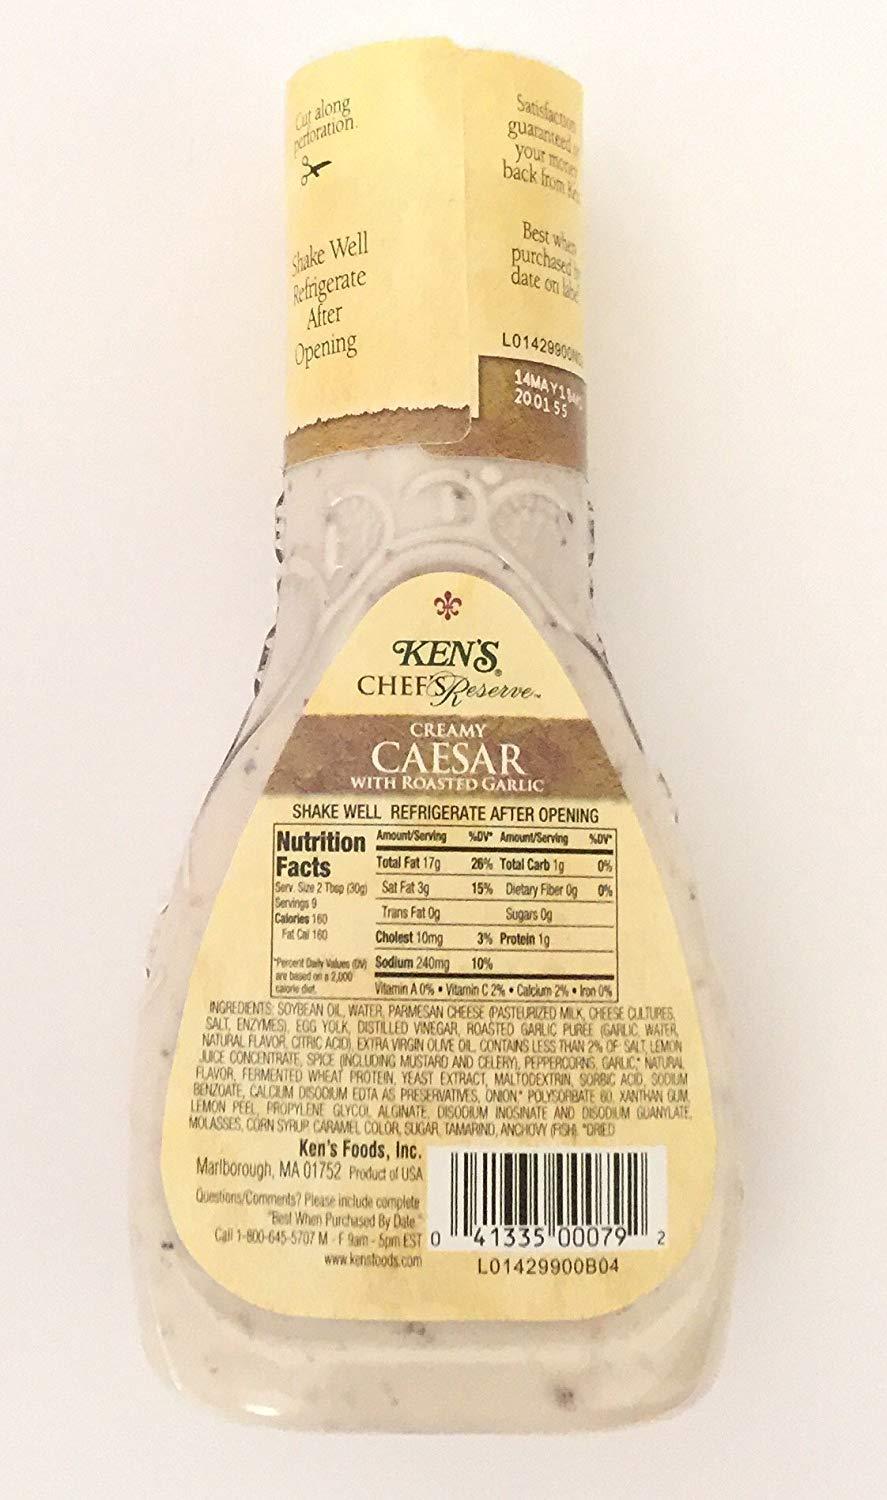 Cut along
perforation.
Shake Well
Refrigerate
After
Opening
Satisfaction
guaranteed
your money
back from
Best when
purchased
date on label
L01429900
14MAY1
20 01 55
KEN'S®
CHEF'S Reserve™
CREAMY
CAESAR
WITH ROASTED GARLIC
SHAKE WELL REFRIGERATE AFTER OPENING
Nutrition
Facts
Serv. Size 2 Tbsp (30g)
Servings 9
Calories 160
Fat Cal 160
*Percent Daily Values (DV)
are based on a 2,000
calorie diet.
Amount/Serving %DV* Amount/Serving %DV*
Total Fat 17g 26% Total Carb 1g 0%
Sat Fat 3g 15% Dietary Fiber 0g 0%
Trans Fat 0g Sugars 0g
Cholest 10mg 3% Protein 1g
Sodium 240mg 10%
Vitamin A 0% • Vitamin C 2% • Calcium 2% • Iron 0%
INGREDIENTS: SOYBEAN OIL, WATER, PARMESAN CHEESE (PASTEURIZED MILK, CHEESE CULTURES,
SALT, ENZYMES), EGG YOLK, DISTILLED VINEGAR, ROASTED GARLIC PUREE (GARLIC, WATER,
NATURAL FLAVOR, CITRIC ACID), EXTRA VIRGIN OLIVE OIL, CONTAINS LESS THAN 2% OF SALT, LEMON
JUICE CONCENTRATE, SPICE (INCLUDING MUSTARD AND CELERY), PEPPERCORNS, GARLIC,* NATURAL
FLAVOR, FERMENTED WHEAT PROTEIN, YEAST EXTRACT, MALTODEXTRIN, SORBIC ACID, SODIUM
BENZOATE, CALCIUM DISODIUM EDTA AS PRESERVATIVES, ONION,* POLYSORBATE 60, XANTHAN GUM,
LEMON PEEL, PROPYLENE GLYCOL ALGINATE, DISODIUM INOSINATE AND DISODIUM GUANYLATE,
MOLASSES, CORN SYRUP, CARAMEL COLOR, SUGAR, TAMARIND, ANCHOVY (FISH). *DRIED
Ken's Foods, Inc.
Marlborough, MA 01752 Product of USA
Questions/Comments? Please include complete
"Best When Purchased By Date."
Call 1-800-645-5707 M - F 9am - 5pm EST
www.kensfoods.com
0 41335 00079 2
L01429900B04